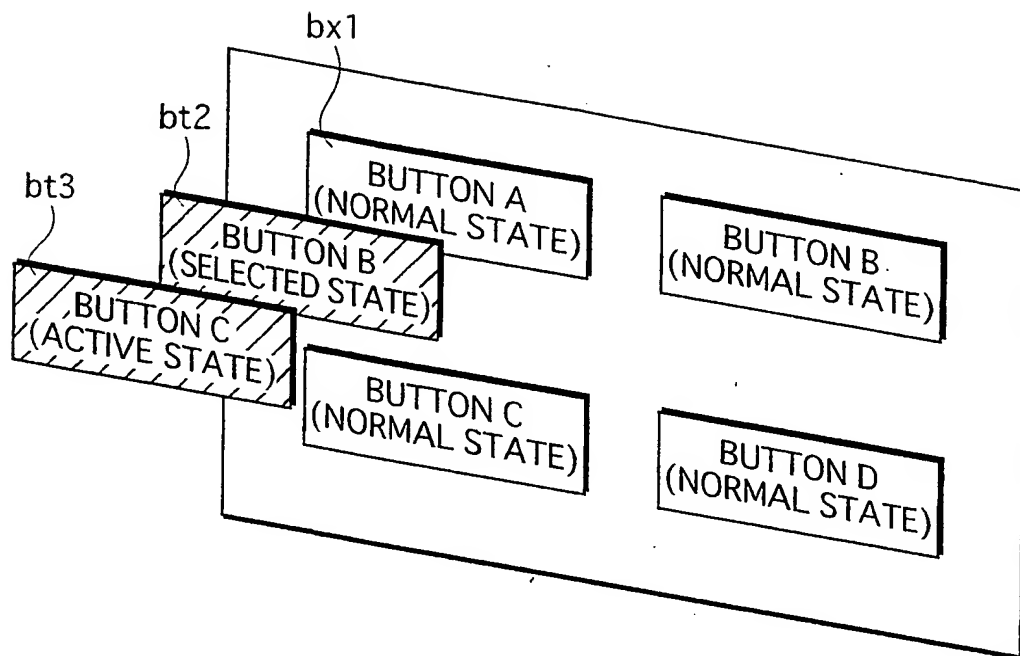 bx1
bt2
bt3
BUTTON A
(NORMAL STATE)
BUTTON B
(SELECTED STATE)
BUTTON C
(ACTIVE STATE)
BUTTON B
(NORMAL STATE)
BUTTON C
(NORMAL STATE)
BUTTON D
(NORMAL STATE)